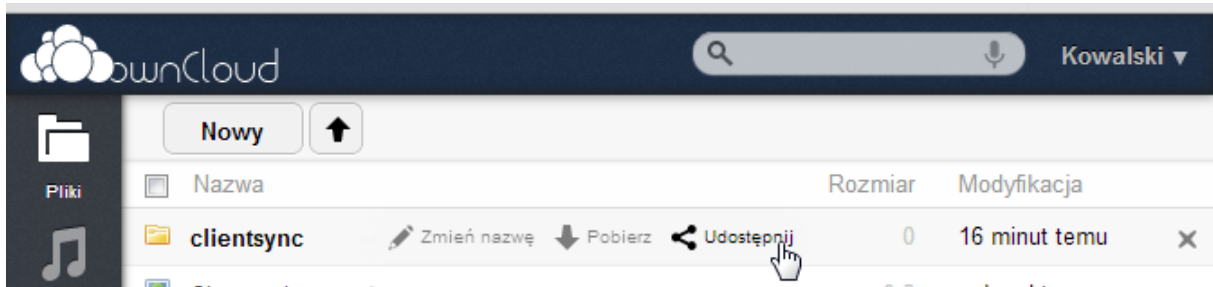 ownCloud
Kowalski ▾
Nowy
Pliki
Nazwa Rozmiar Modyfikacja
clientsync Zmień nazwę Pobierz Udostępnij 0 16 minut temu